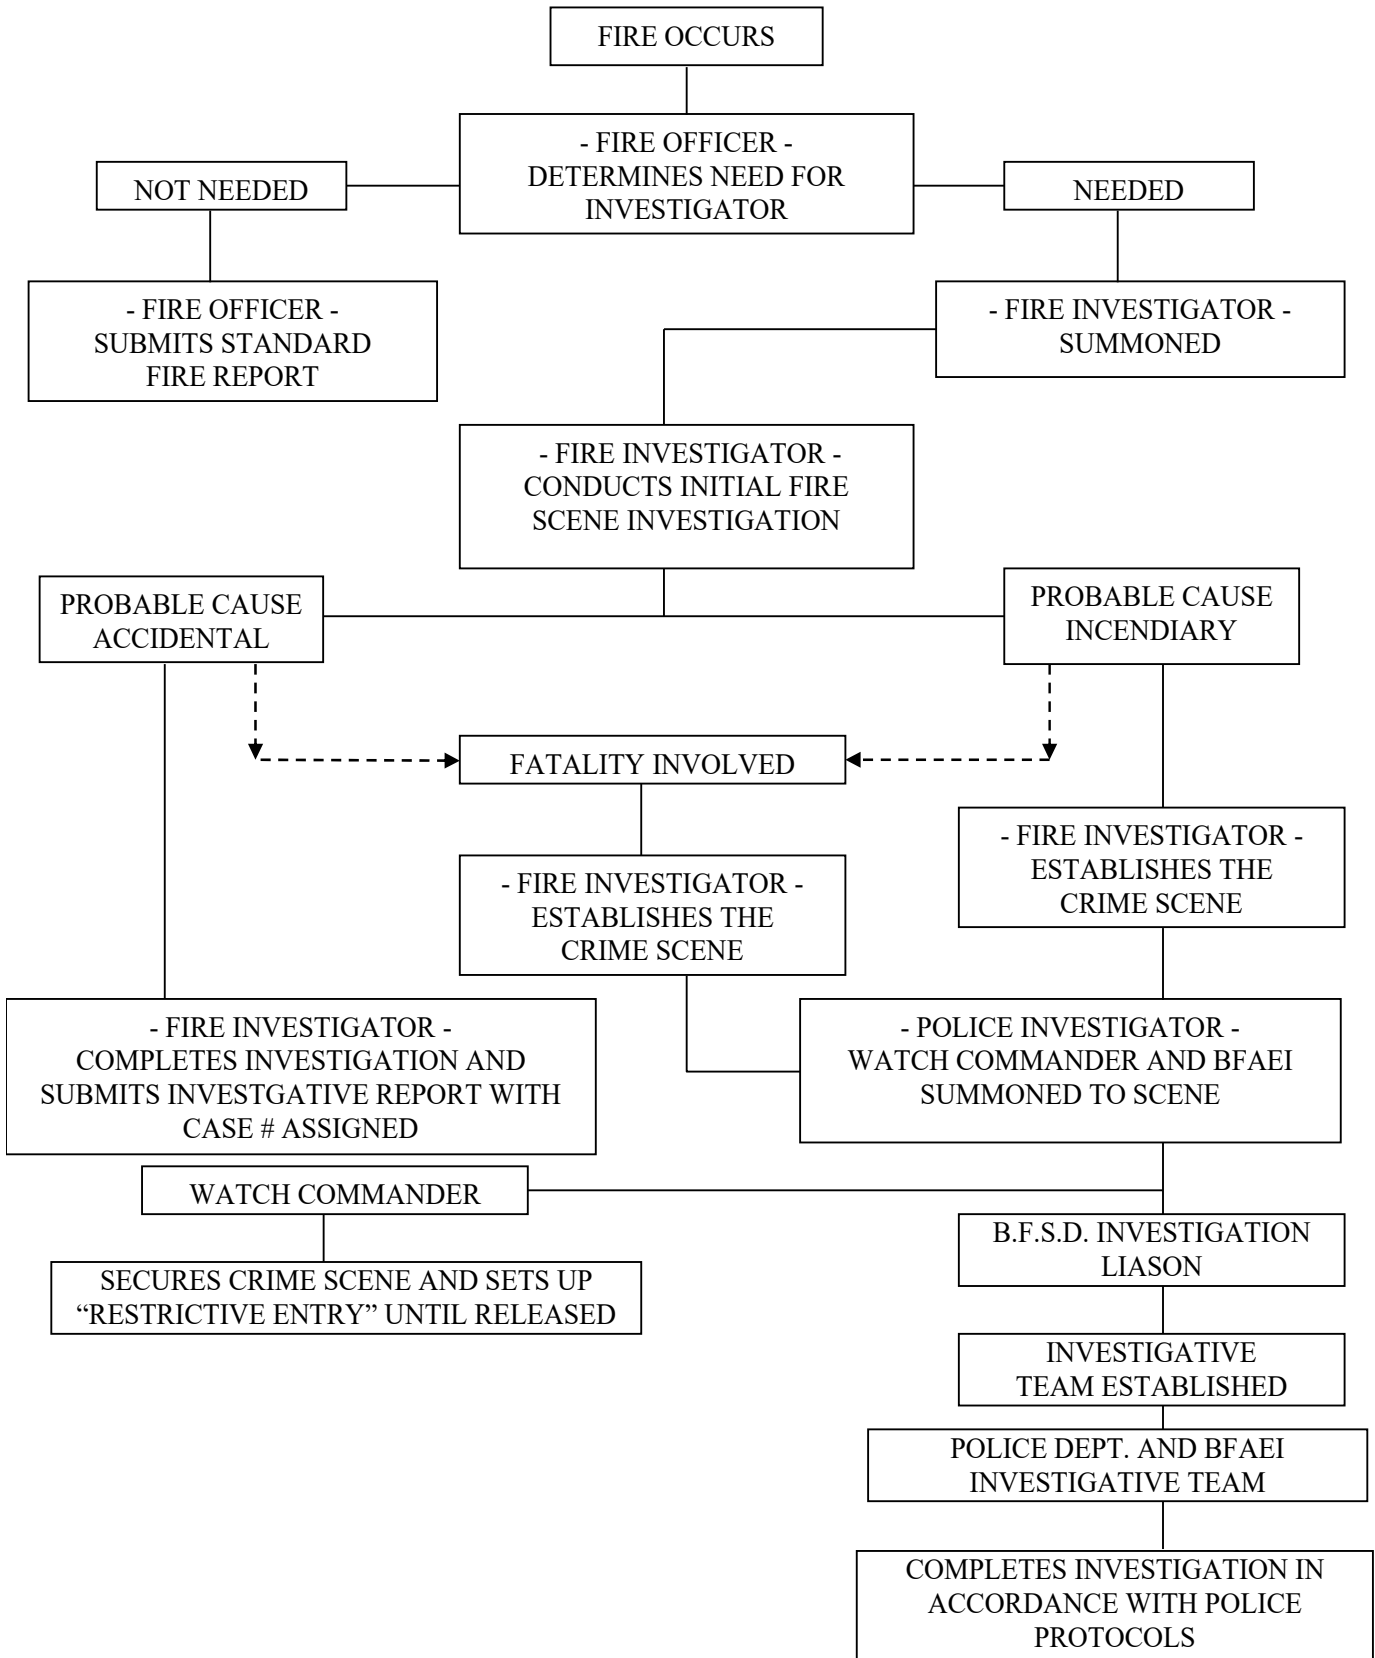 FIRE OCCURS
- FIRE OFFICER -
DETERMINES NEED FOR
INVESTIGATOR
NOT NEEDED
NEEDED
- FIRE OFFICER -
SUBMITS STANDARD
FIRE REPORT
- FIRE INVESTIGATOR -
SUMMONED
- FIRE INVESTIGATOR -
CONDUCTS INITIAL FIRE
SCENE INVESTIGATION
PROBABLE CAUSE
ACCIDENTAL
PROBABLE CAUSE
INCENDIARY
FATALITY INVOLVED
- FIRE INVESTIGATOR -
ESTABLISHES THE
CRIME SCENE
- FIRE INVESTIGATOR -
ESTABLISHES THE
CRIME SCENE
- FIRE INVESTIGATOR -
COMPLETES INVESTIGATION AND
SUBMITS INVESTGATIVE REPORT WITH
CASE # ASSIGNED
- POLICE INVESTIGATOR -
WATCH COMMANDER AND BFAEI
SUMMONED TO SCENE
WATCH COMMANDER
SECURES CRIME SCENE AND SETS UP
“RESTRICTIVE ENTRY” UNTIL RELEASED
B.F.S.D. INVESTIGATION
LIASON
INVESTIGATIVE
TEAM ESTABLISHED
POLICE DEPT. AND BFAEI
INVESTIGATIVE TEAM
COMPLETES INVESTIGATION IN
ACCORDANCE WITH POLICE
PROTOCOLS